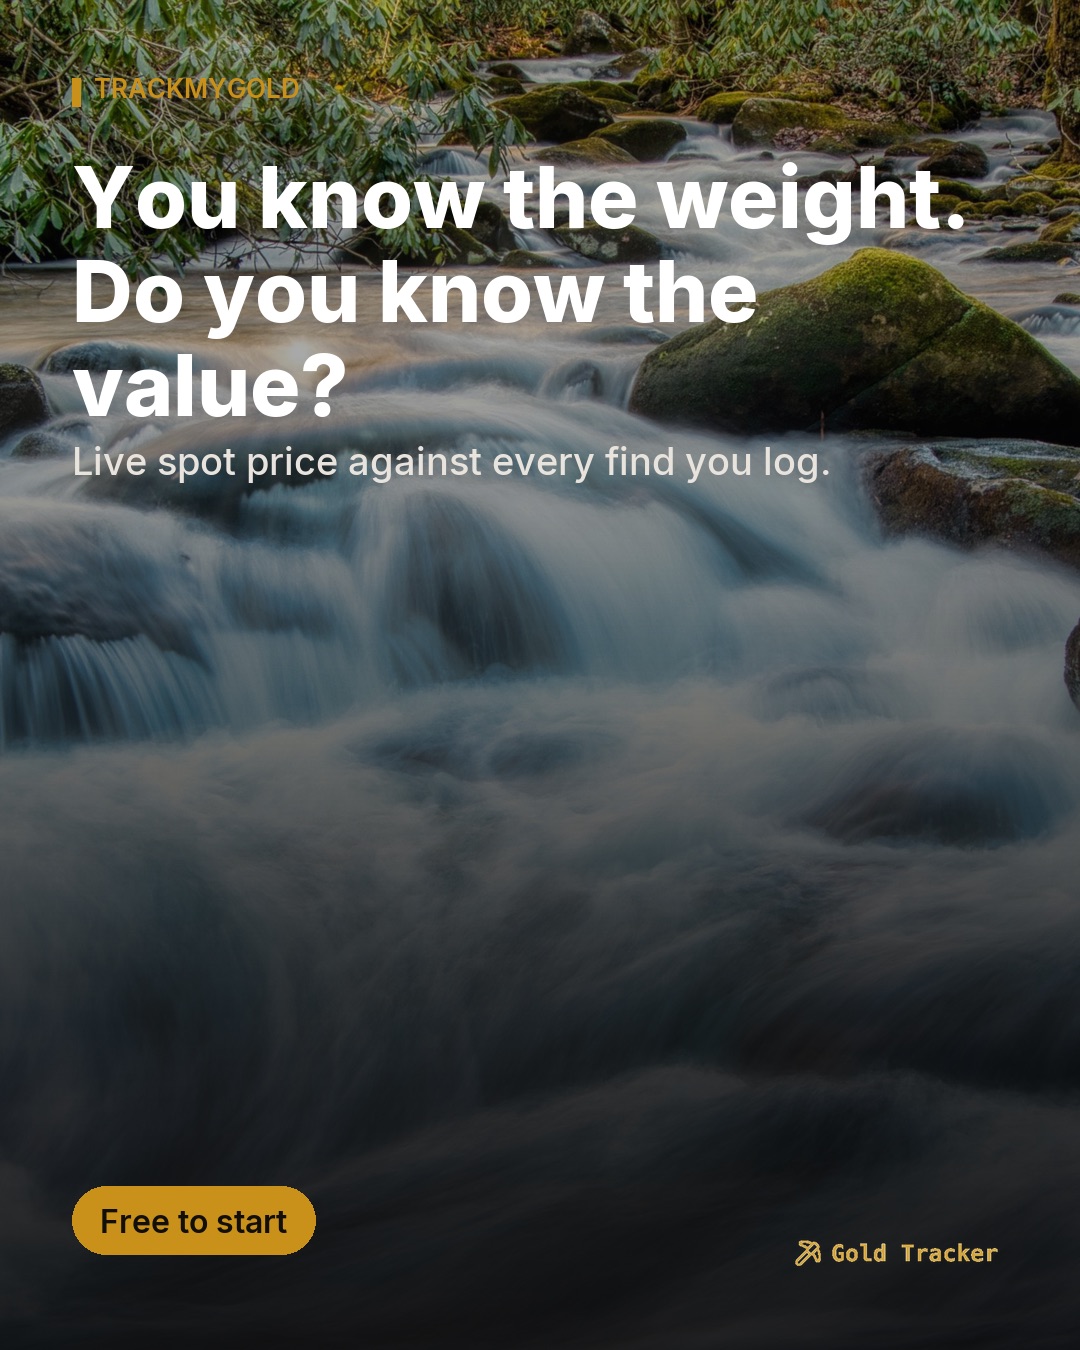 TRACKMYGOLD
You know the weight.
Do you know the
value?
Live spot price against every find you log.
Free to start
Gold Tracker